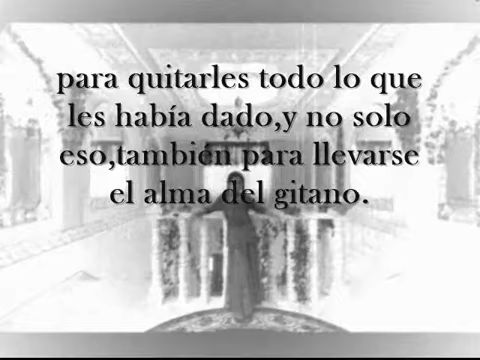 para quitarles todo lo que
les había dado,y no solo
eso,también para llevarse
el alma del gitano.